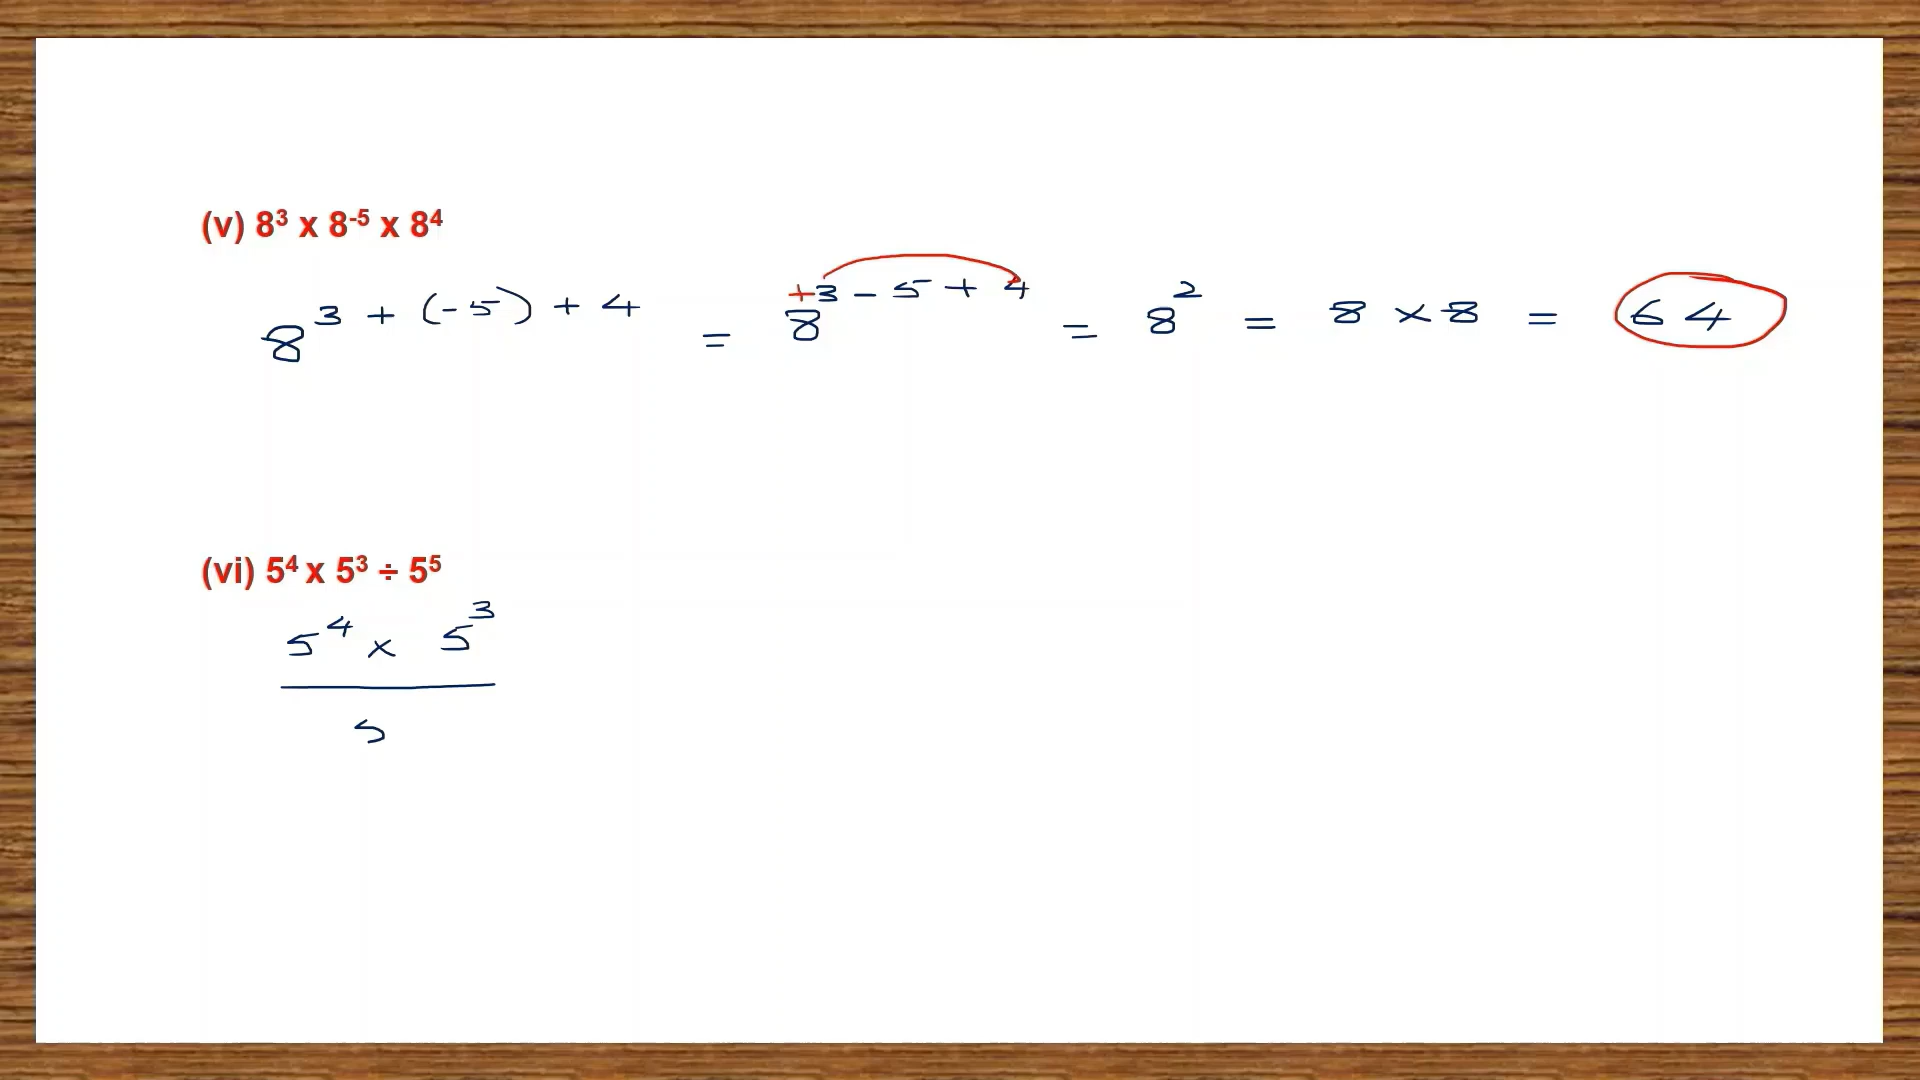 (v) 8³ x 8⁻⁵ x 8⁴
8³ ⁺ ⁽⁻⁵⁾ ⁺ ⁴ = 8⁺³ ⁻ ⁵ ⁺ ⁴ = 8² = 8 × 8 = 64
(vi) 5⁴ x 5³ ÷ 5⁵
5⁴ × 5³
5